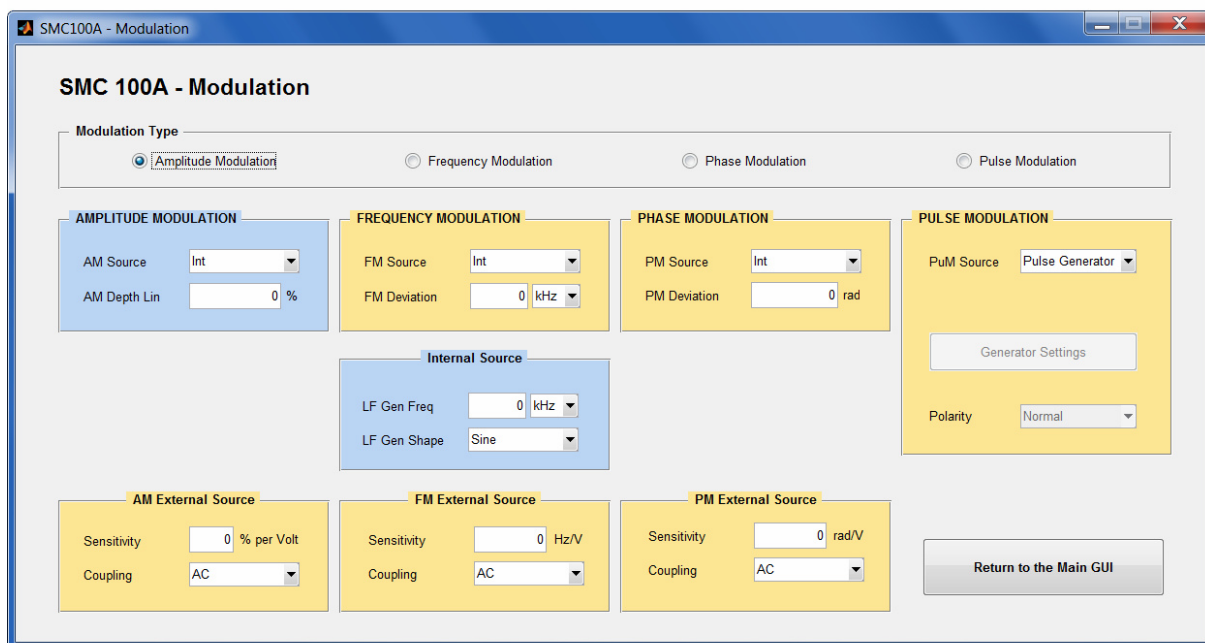 SMC100A - Modulation
SMC 100A - Modulation
Modulation Type
Amplitude Modulation
Frequency Modulation
Phase Modulation
Pulse Modulation
AMPLITUDE MODULATION
AM Source Int
AM Depth Lin 0 %
FREQUENCY MODULATION
FM Source Int
FM Deviation 0 kHz
PHASE MODULATION
PM Source Int
PM Deviation 0 rad
PULSE MODULATION
PuM Source Pulse Generator
Generator Settings
Polarity Normal
Internal Source
LF Gen Freq 0 kHz
LF Gen Shape Sine
AM External Source
Sensitivity 0 % per Volt
Coupling AC
FM External Source
Sensitivity 0 Hz/V
Coupling AC
PM External Source
Sensitivity 0 rad/V
Coupling AC
Return to the Main GUI